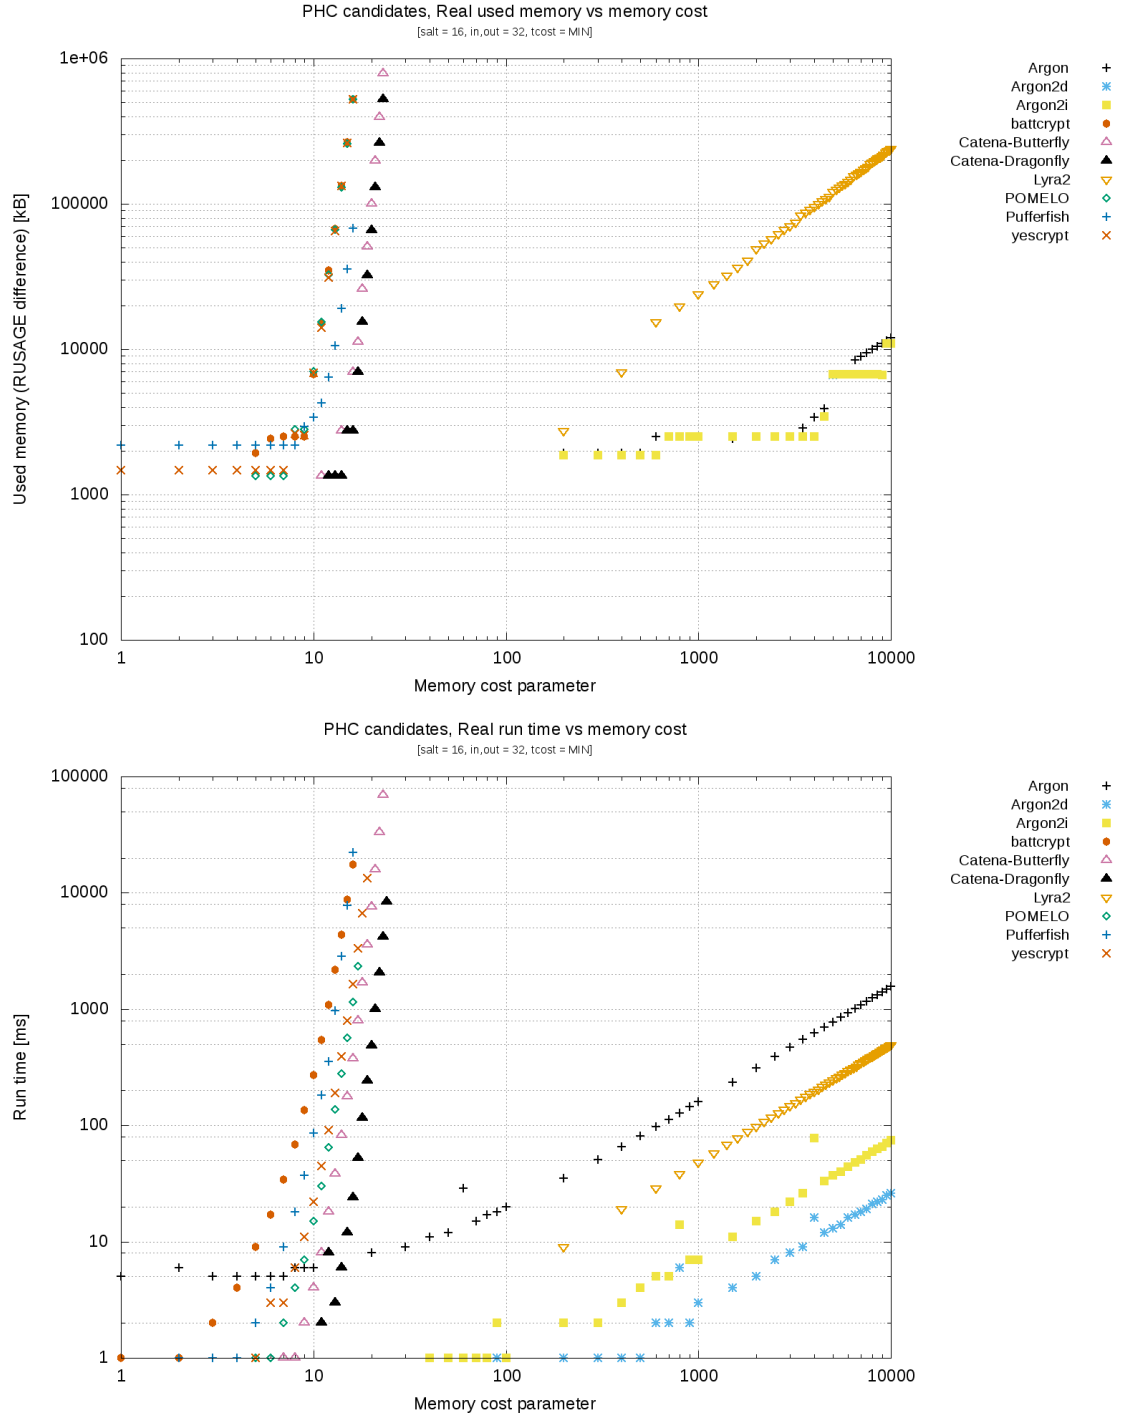 PHC candidates, Real used memory vs memory cost
[salt = 16, in,out = 32, tcost = MIN]
1e+06
100000
10000
1000
100
Used memory (RUSAGE difference) [kB]
1 10 100 1000 10000
Memory cost parameter
Argon
Argon2d
Argon2i
battcrypt
Catena-Butterfly
Catena-Dragonfly
Lyra2
POMELO
Pufferfish
yescrypt
PHC candidates, Real run time vs memory cost
[salt = 16, in,out = 32, tcost = MIN]
100000
10000
1000
100
10
1
Run time [ms]
1 10 100 1000 10000
Memory cost parameter
Argon
Argon2d
Argon2i
battcrypt
Catena-Butterfly
Catena-Dragonfly
Lyra2
POMELO
Pufferfish
yescrypt